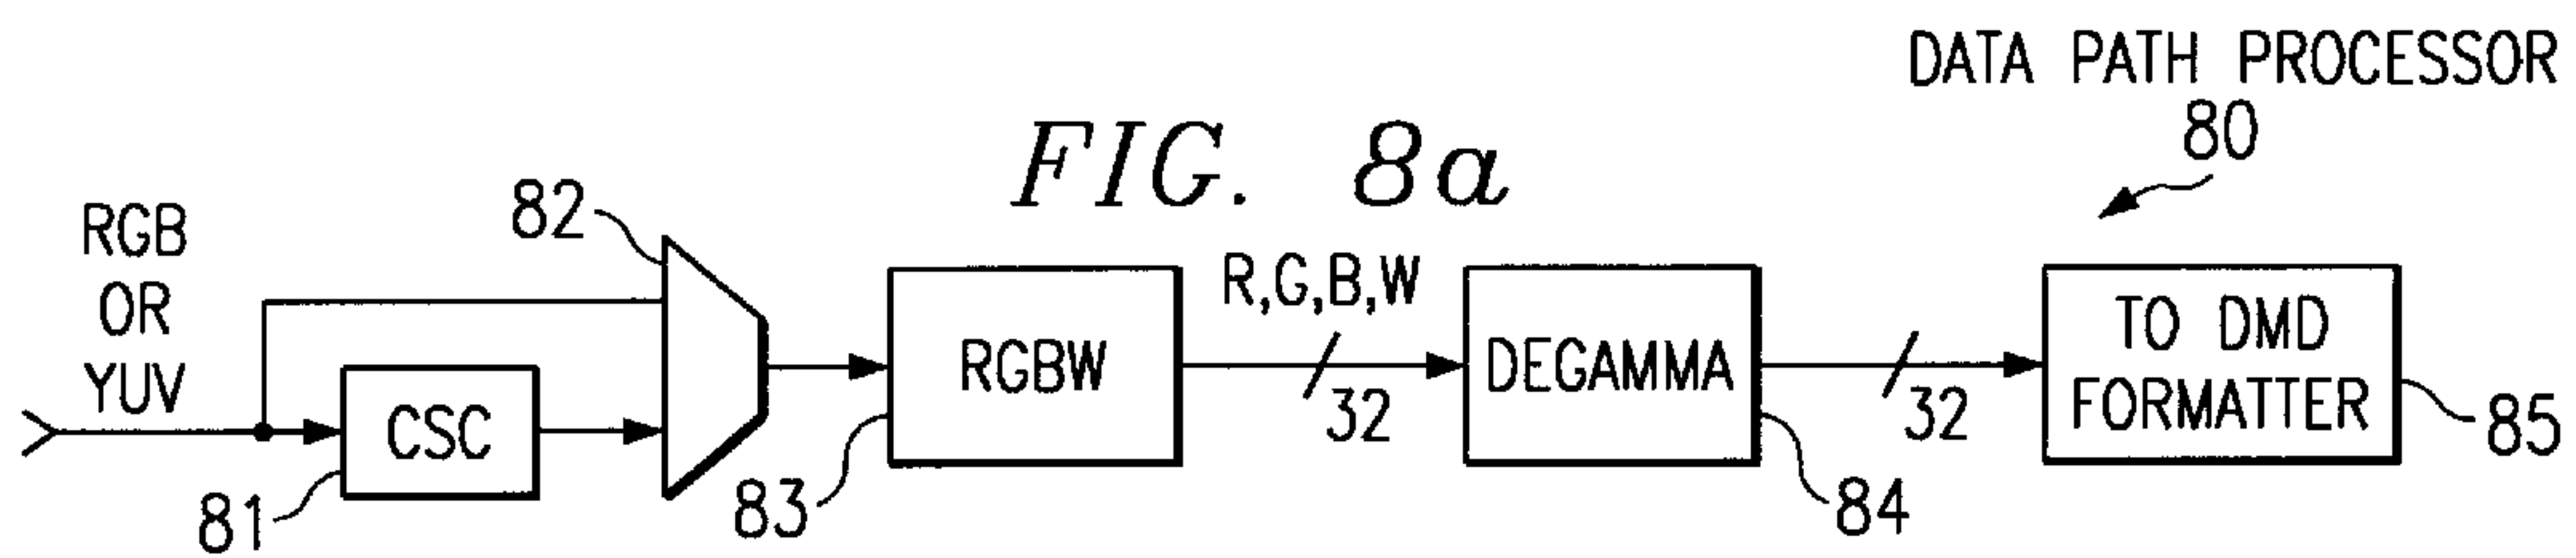 DATA PATH PROCESSOR
80
FIG. 8a
RGB
OR
YUV
82
CSC
81
RGBW
83
R,G,B,W
32
DEGAMMA
84
32
TO DMD
FORMATTER
85